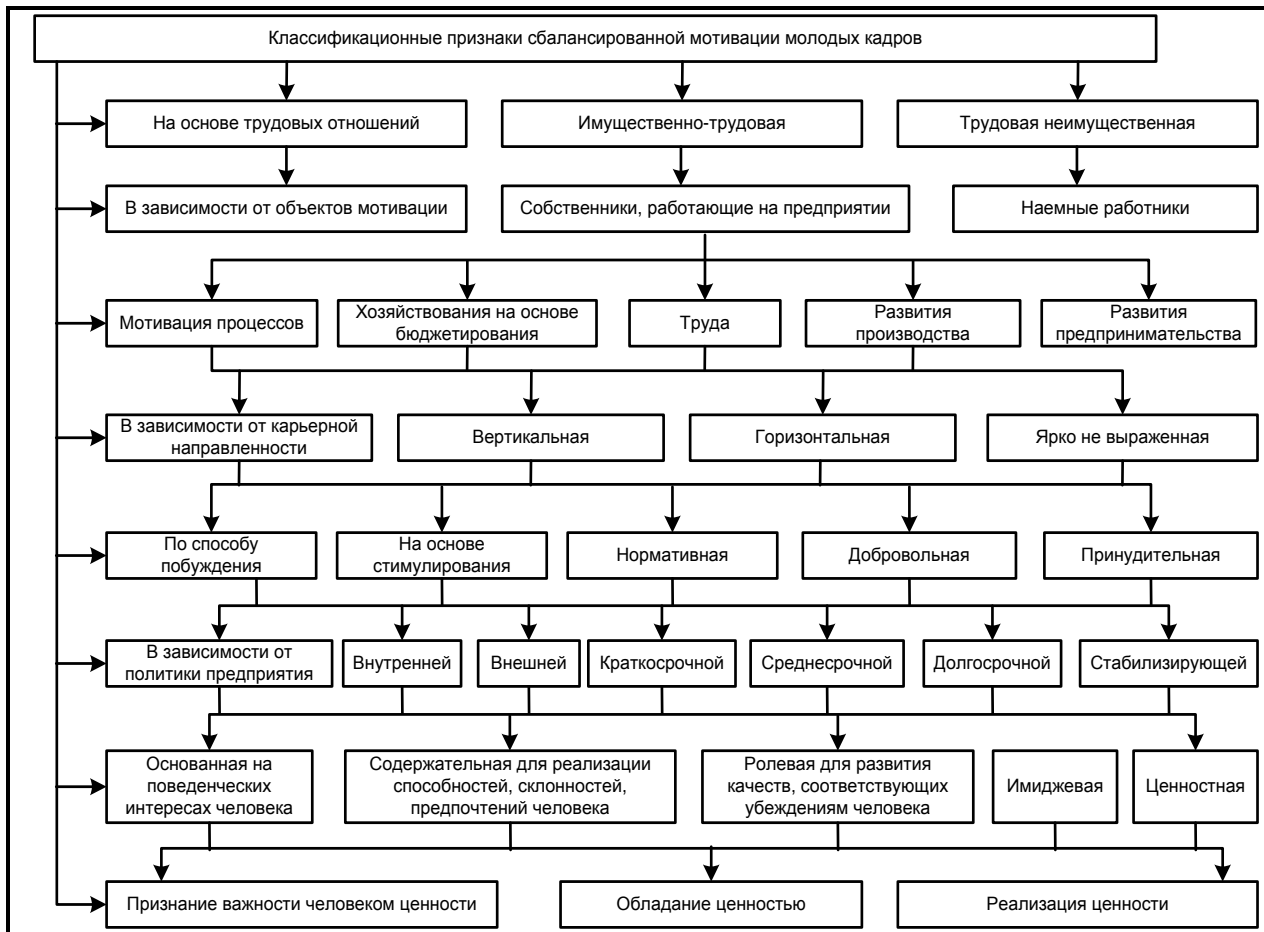 Классификационные признаки сбалансированной мотивации молодых кадров
На основе трудовых отношений
Имущественно-трудовая
Трудовая неимущественная
В зависимости от объектов мотивации
Собственники, работающие на предприятии
Наемные работники
Мотивация процессов
Хозяйствования на основе
бюджетирования
Труда
Развития
производства
Развития
предпринимательства
В зависимости от карьерной
направленности
Вертикальная
Горизонтальная
Ярко не выраженная
По способу
побуждения
На основе
стимулирования
Нормативная
Добровольная
Принудительная
В зависимости от
политики предприятия
Внутренней
Внешней
Краткосрочной
Среднесрочной
Долгосрочной
Стабилизирующей
Основанная на
поведенческих
интересах человека
Содержательная для реализации
способностей, склонностей,
предпочтений человека
Ролевая для развития
качеств, соответствующих
убеждениям человека
Имиджевая
Ценностная
Признание важности человеком ценности
Обладание ценностью
Реализация ценности